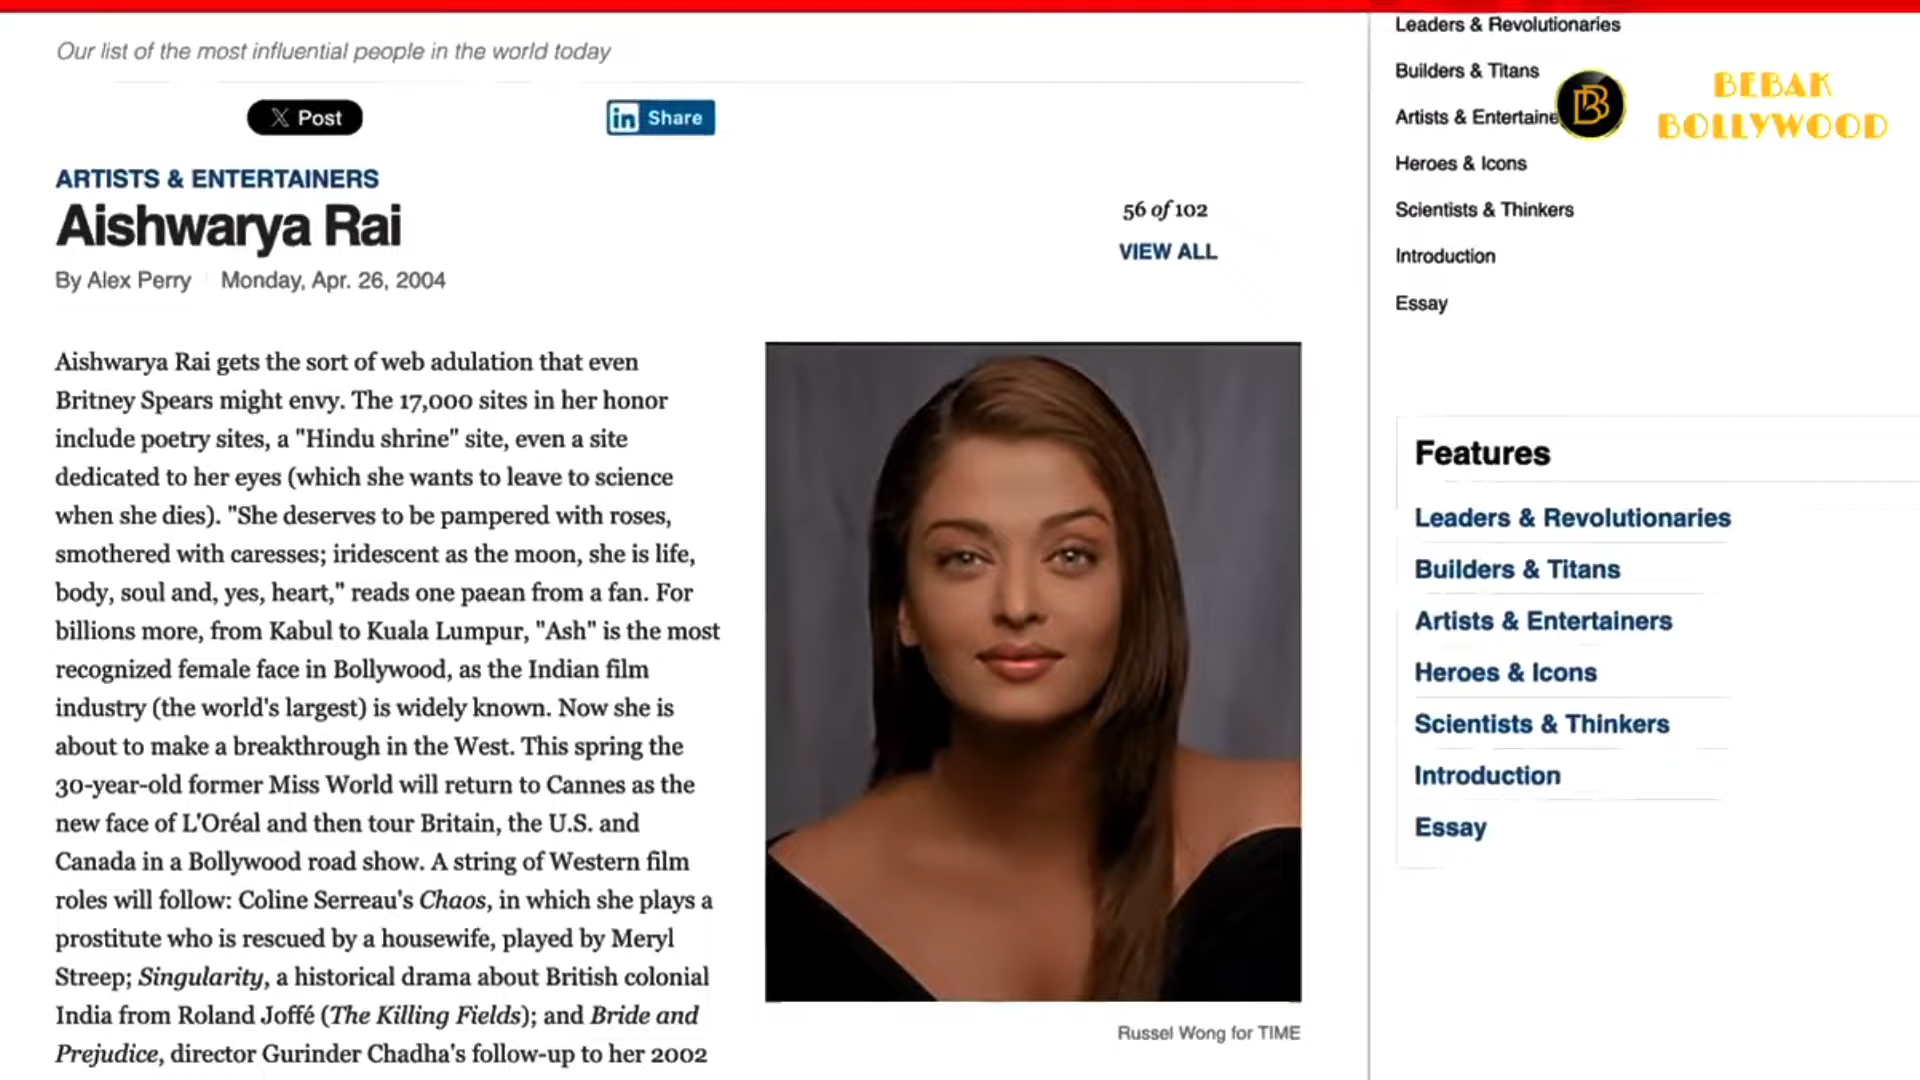 Our list of the most influential people in the world today
Post
in Share
ARTISTS & ENTERTAINERS
Aishwarya Rai
By Alex Perry Monday, Apr. 26, 2004
56 of 102
VIEW ALL
Aishwarya Rai gets the sort of web adulation that even
Britney Spears might envy. The 17,000 sites in her honor
include poetry sites, a "Hindu shrine" site, even a site
dedicated to her eyes (which she wants to leave to science
when she dies). "She deserves to be pampered with roses,
smothered with caresses; iridescent as the moon, she is life,
body, soul and, yes, heart," reads one paean from a fan. For
billions more, from Kabul to Kuala Lumpur, "Ash" is the most
recognized female face in Bollywood, as the Indian film
industry (the world's largest) is widely known. Now she is
about to make a breakthrough in the West. This spring the
30-year-old former Miss World will return to Cannes as the
new face of L'Oréal and then tour Britain, the U.S. and
Canada in a Bollywood road show. A string of Western film
roles will follow: Coline Serreau's Chaos, in which she plays a
prostitute who is rescued by a housewife, played by Meryl
Streep; Singularity, a historical drama about British colonial
India from Roland Joffé (The Killing Fields); and Bride and
Prejudice, director Gurinder Chadha's follow-up to her 2002
Russel Wong for TIME
Leaders & Revolutionaries
Builders & Titans
Artists & Entertaine
Heroes & Icons
Scientists & Thinkers
Introduction
Essay
BEBAK
BOLLYWOOD
Features
Leaders & Revolutionaries
Builders & Titans
Artists & Entertainers
Heroes & Icons
Scientists & Thinkers
Introduction
Essay